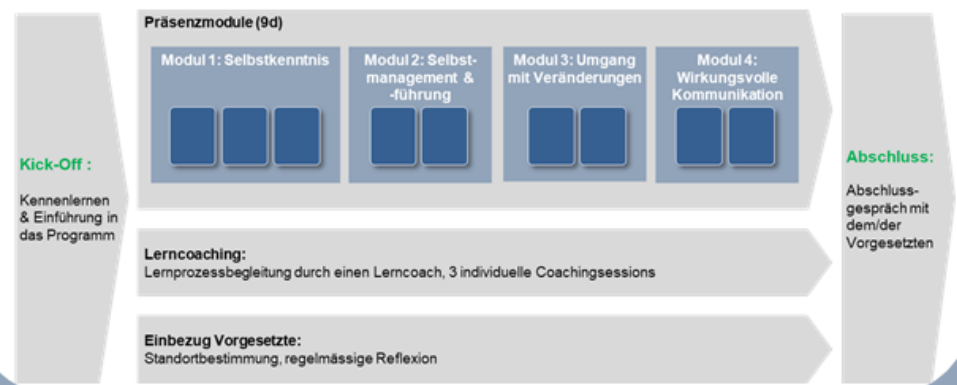 Präsenzmodule (9d)
Modul 1: Selbstkenntnis
Modul 2: Selbst-
management &
-führung
Modul 3: Umgang
mit Veränderungen
Modul 4:
Wirkungsvolle
Kommunikation
Kick-Off :
Kennenlernen
& Einführung in
das Programm
Lerncoaching:
Lernprozessbegleitung durch einen Lerncoach, 3 individuelle Coachingsessions
Einbezug Vorgesetzte:
Standortbestimmung, regelmässige Reflexion
Abschluss:
Abschluss-
gespräch mit
dem/der
Vorgesetzten